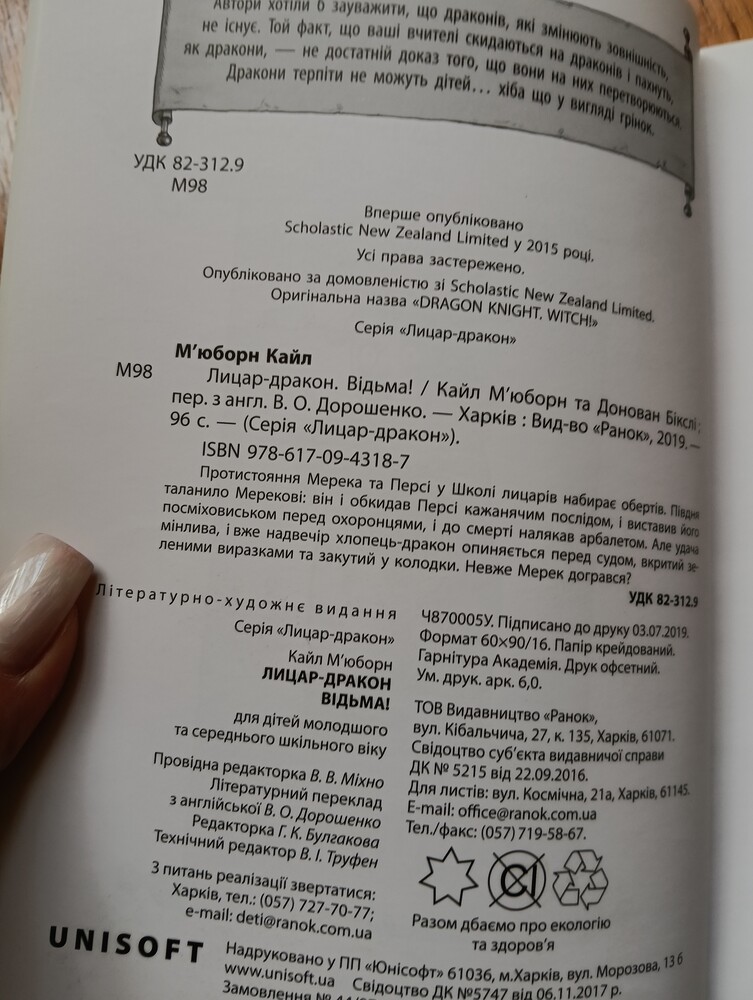 Автори хотіли б зауважити, що драконів, які змінюють зовнішність,
не існує. Той факт, що ваші вчителі скидаються на драконів і пахнуть,
як дракони, — не достатній доказ того, що вони на них перетворюються.
Дракони терпіти не можуть дітей... хіба що у вигляді грінок.
УДК 82-312.9
М98
Вперше опубліковано
Scholastic New Zealand Limited у 2015 році.
Усі права застережено.
Опубліковано за домовленістю зі Scholastic New Zealand Limited.
Оригінальна назва «DRAGON KNIGHT. WITCH!»
Серія «Лицар-дракон»
М'юборн Кайл
М98
Лицар-дракон. Відьма! / Кайл М'юборн та Донован Бікслі ;
пер. з англ. В. О. Дорошенко. — Харків : Вид-во «Ранок», 2019. —
96 с. — (Серія «Лицар-дракон»).
ISBN 978-617-09-4318-7
Протистояння Мерека та Персі у Школі лицарів набирає обертів. Півдня
таланило Мерекові: він і обкидав Персі кажанячим послідом, і виставив його
посміховиськом перед охоронцями, і до смерті налякав арбалетом. Але удача
мінлива, і вже надвечір хлопець-дракон опиняється перед судом, вкритий зе-
леними виразками та закутий у колодки. Невже Мерек догрався?
УДК 82-312.9
Літературно-художнє видання
Серія «Лицар-дракон»
Кайл М'юборн
ЛИЦАР-ДРАКОН
ВІДЬМА!
для дітей молодшого
та середнього шкільного віку
Провідна редакторка В. В. Міхно
Літературний переклад
з англійської В. О. Дорошенко
Редакторка Г. К. Булгакова
Технічний редактор В. І. Труфен
З питань реалізації звертатися:
Харків, тел.: (057) 727-70-77;
e-mail: deti@ranok.com.ua
Ч870005У. Підписано до друку 03.07.2019.
Формат 60×90/16. Папір крейдований.
Гарнітура Академія. Друк офсетний.
Ум. друк. арк. 6,0.
ТОВ Видавництво «Ранок»,
вул. Кібальчича, 27, к. 135, Харків, 61071.
Свідоцтво суб'єкта видавничої справи
ДК № 5215 від 22.09.2016.
Для листів: вул. Космічна, 21а, Харків, 61145.
E-mail: office@ranok.com.ua
Тел./факс: (057) 719-58-67.
Разом дбаємо про екологію
та здоров'я
UNISOFT
Надруковано у ПП «Юнісофт» 61036, м.Харків, вул. Морозова, 13 б
www.unisoft.ua Свідоцтво ДК №5747 від 06.11.2017 р.
Замовлення №